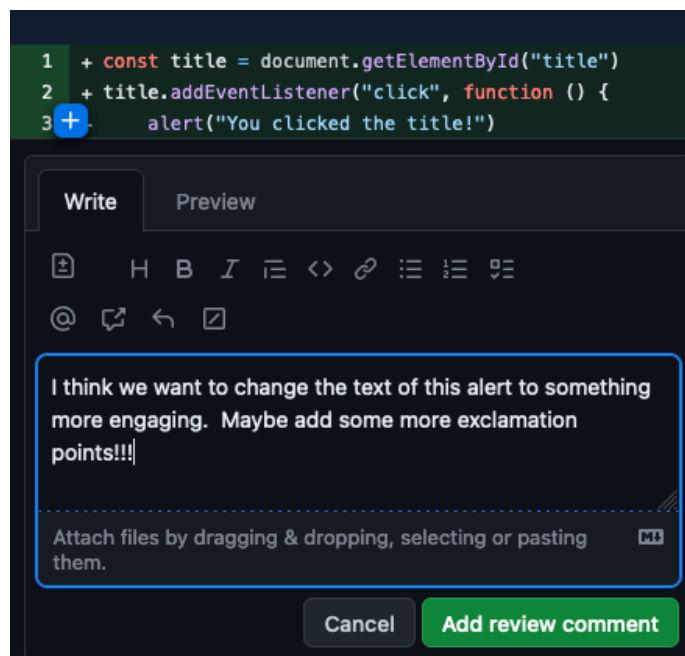 1 + const title = document.getElementById("title")
2 + title.addEventListener("click", function () {
3 alert("You clicked the title!")
Write Preview
I think we want to change the text of this alert to something
more engaging.  Maybe add some more exclamation
points!!!
Attach files by dragging & dropping, selecting or pasting
them.
Cancel Add review comment